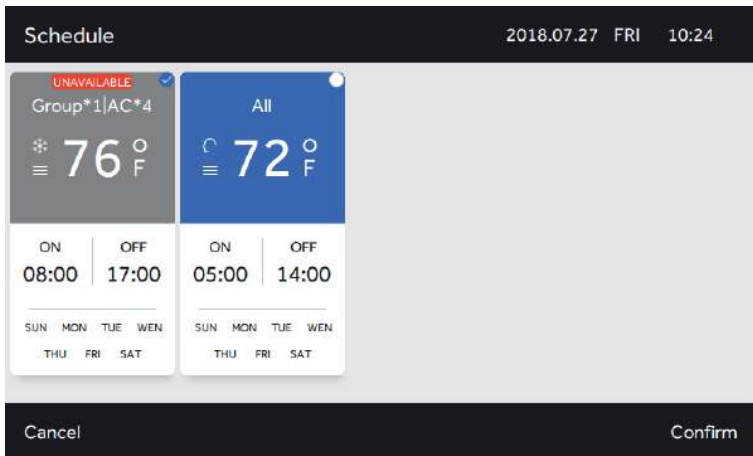 Schedule 2018.07.27 FRI 10:24
UNAVAILABLE
Group*1|AC*4
76 °F
ON OFF
08:00 17:00
SUN MON TUE WEN
THU FRI SAT
All
72 °F
ON OFF
05:00 14:00
SUN MON TUE WEN
THU FRI SAT
Cancel Confirm